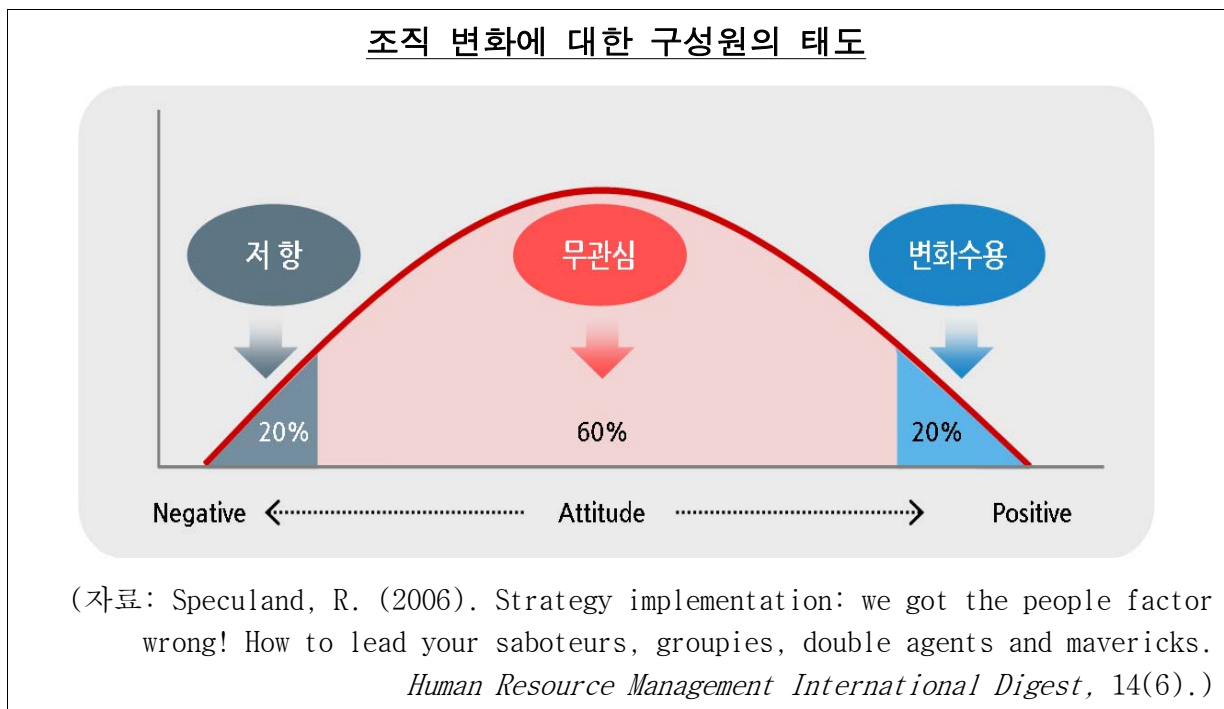 조직 변화에 대한 구성원의 태도
저 항
무관심
변화수용
20%
60%
20%
Negative
Attitude
Positive
(자료: Speculand, R. (2006). Strategy implementation: we got the people factor
wrong! How to lead your saboteurs, groupies, double agents and mavericks.
Human Resource Management International Digest, 14(6).)